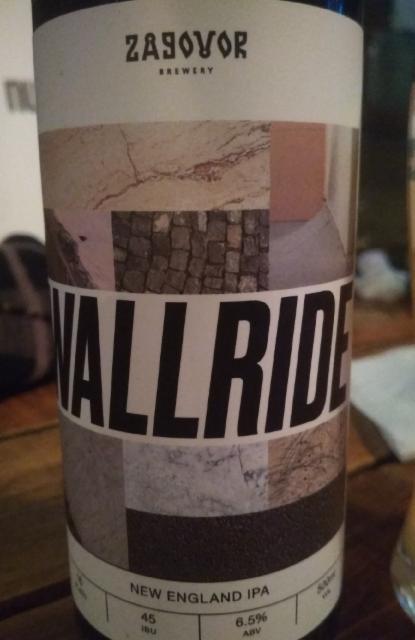 ZAGOVOR
BREWERY
WALLRIDE
NEW ENGLAND IPA
45
IBU
6.5%
ABV